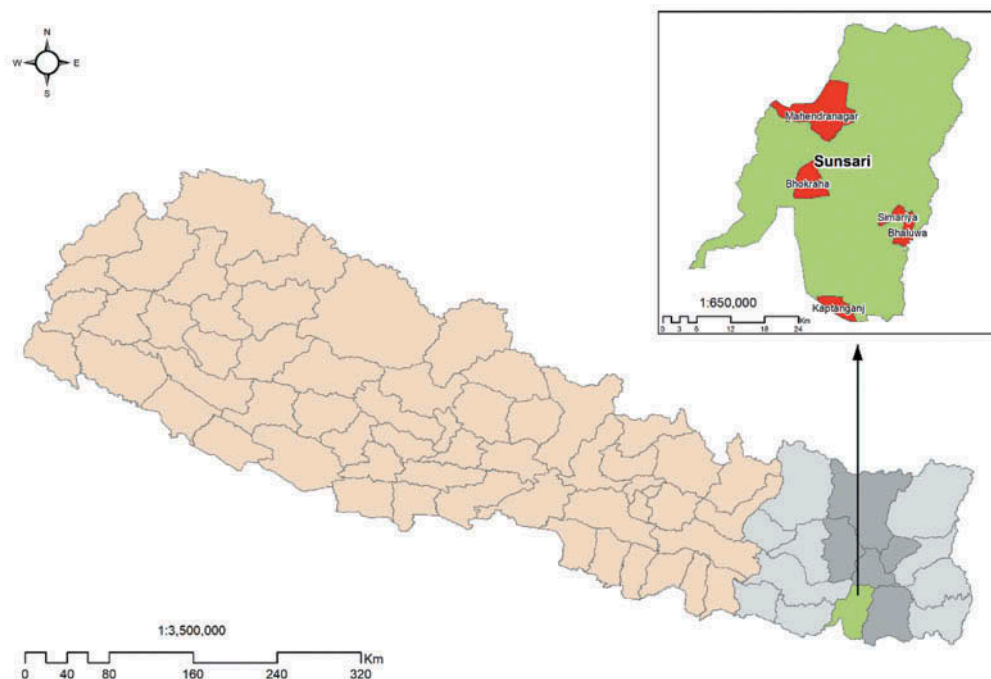 N
W E
S
Mahendranagar
Sunsari
Bhokraha
Simariya
Bhaluwa
Kaptanganj
1:650,000
Km
0 3 6 12 18 24
1:3,500,000
Km
0 40 80 160 240 320